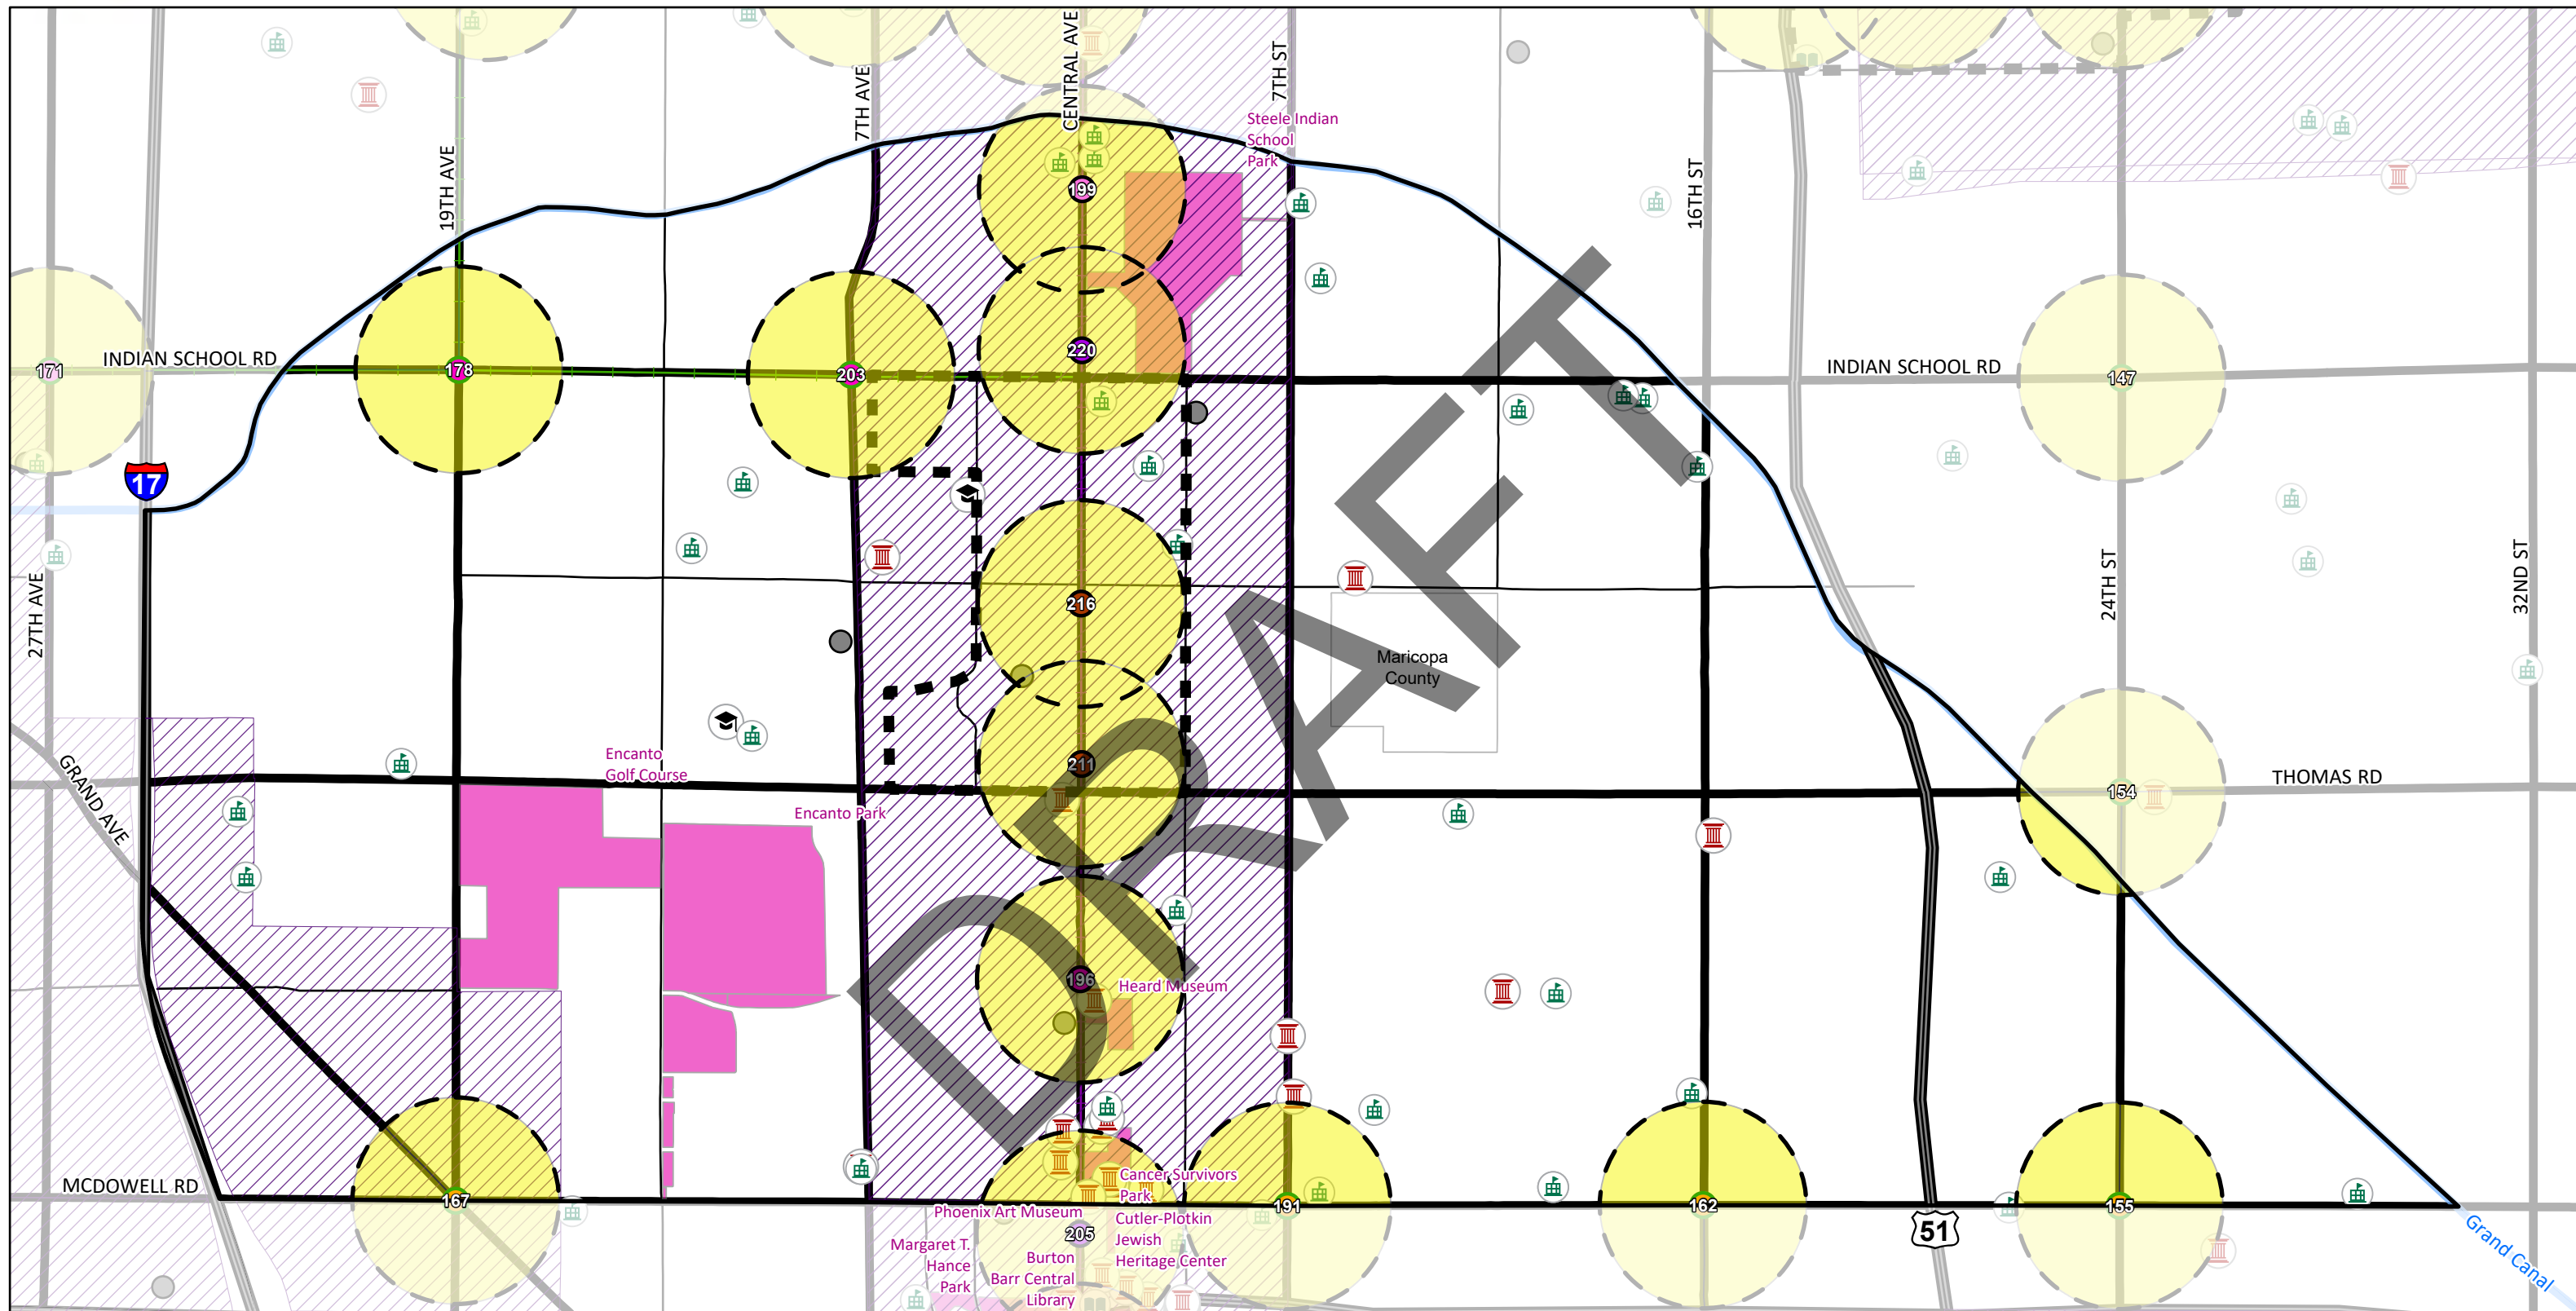 CENTRAL AVE
7TH AVE
7TH ST
19TH AVE
16TH ST
Steele Indian
School
Park
199
INDIAN SCHOOL RD
171
178
203
220
INDIAN SCHOOL RD
147
17
27TH AVE
24TH ST
32ND ST
216
Maricopa
County
DRAFT
GRAND AVE
Encanto
Golf Course
Encanto Park
211
154
THOMAS RD
196
Heard Museum
MCDOWELL RD
167
Cancer Survivors
Park
Phoenix Art Museum
191
162
155
205
Cutler-Plotkin
Jewish
Heritage Center
Margaret T.
Hance
Park
Burton
Barr Central
Library
51
Grand Canal